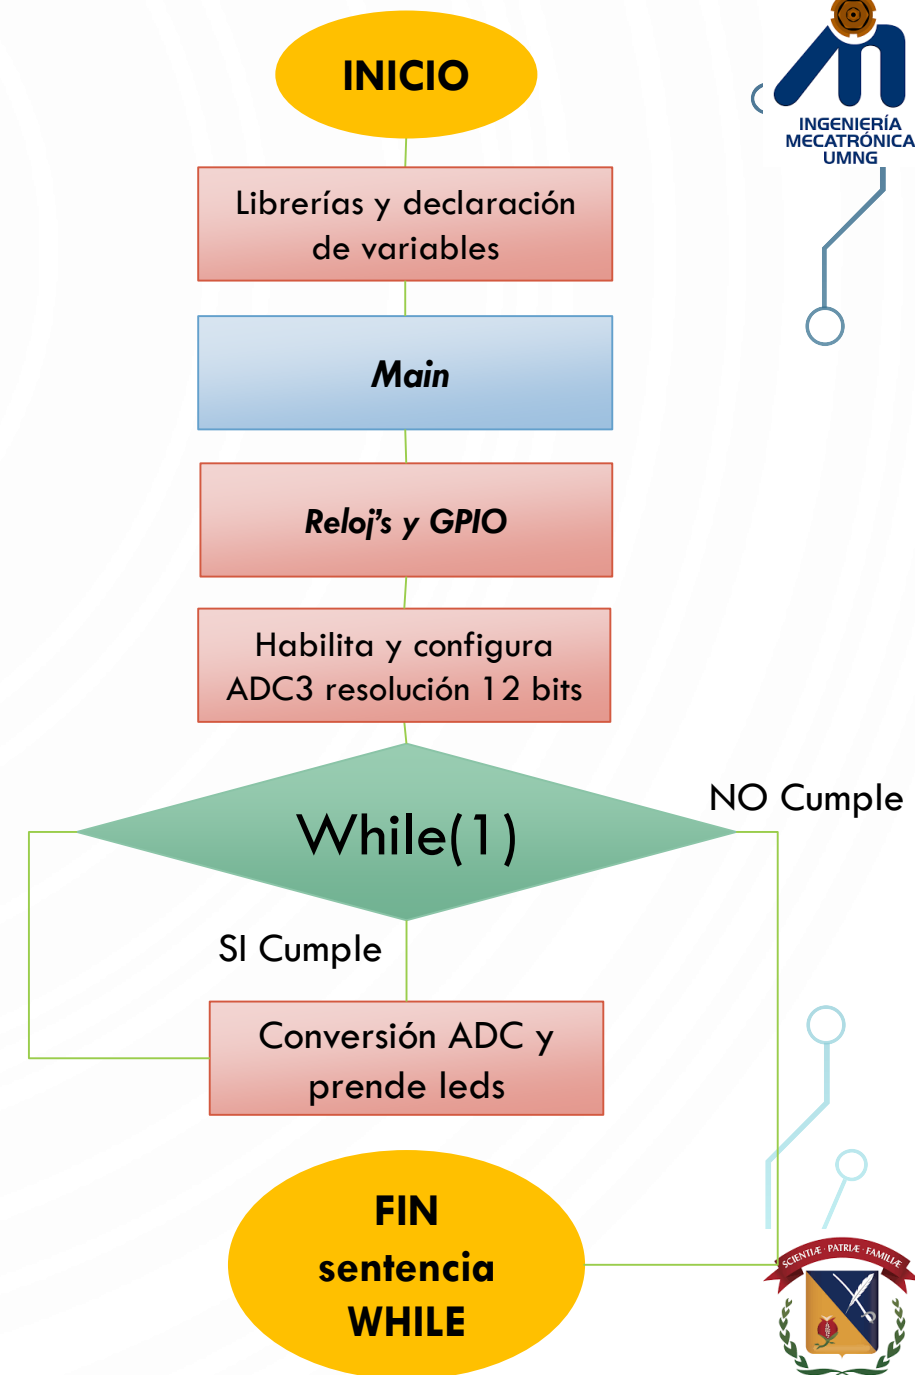 INICIO
INGENIERÍA
MECATRÓNICA
UMNG
Librerías y declaración
de variables
Main
Reloj's y GPIO
Habilita y configura
ADC3 resolución 12 bits
NO Cumple
While(1)
SI Cumple
Conversión ADC y
prende leds
FIN
sentencia
WHILE
SCIENTIÆ · PATRIÆ · FAMILIÆ